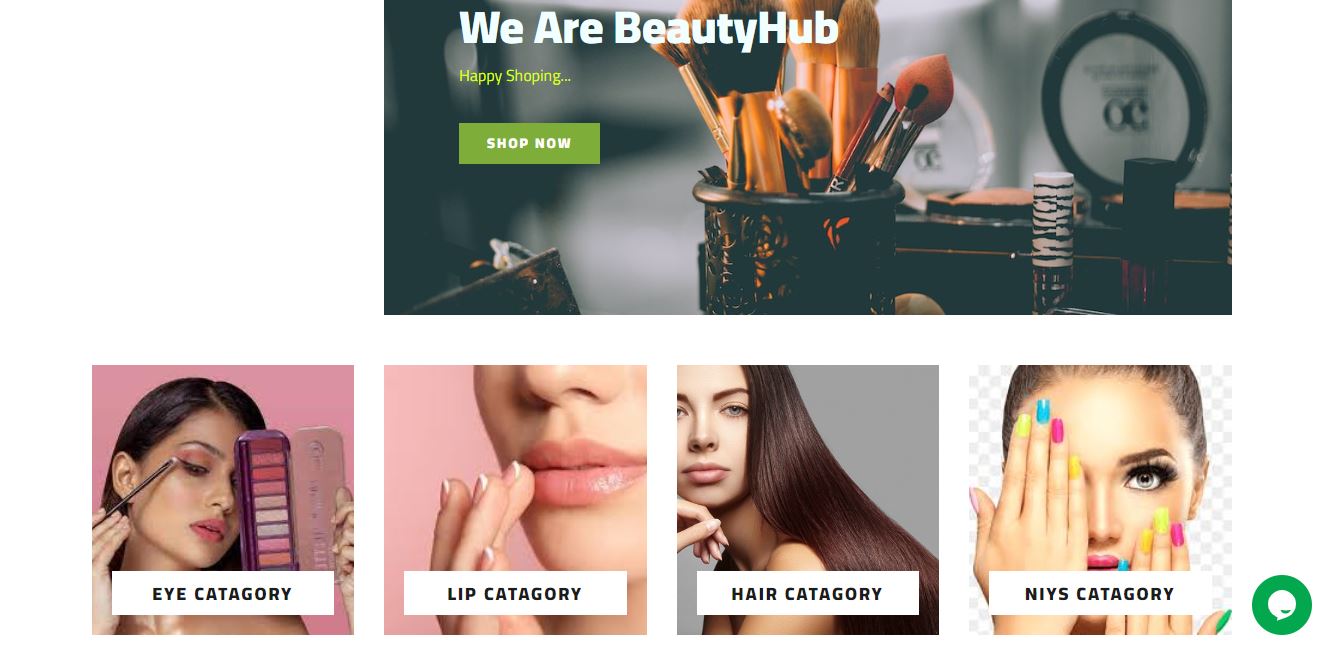 We Are BeautyHub
Happy Shoping...
SHOP NOW
EYE CATAGORY
LIP CATAGORY
HAIR CATAGORY
NIYS CATAGORY